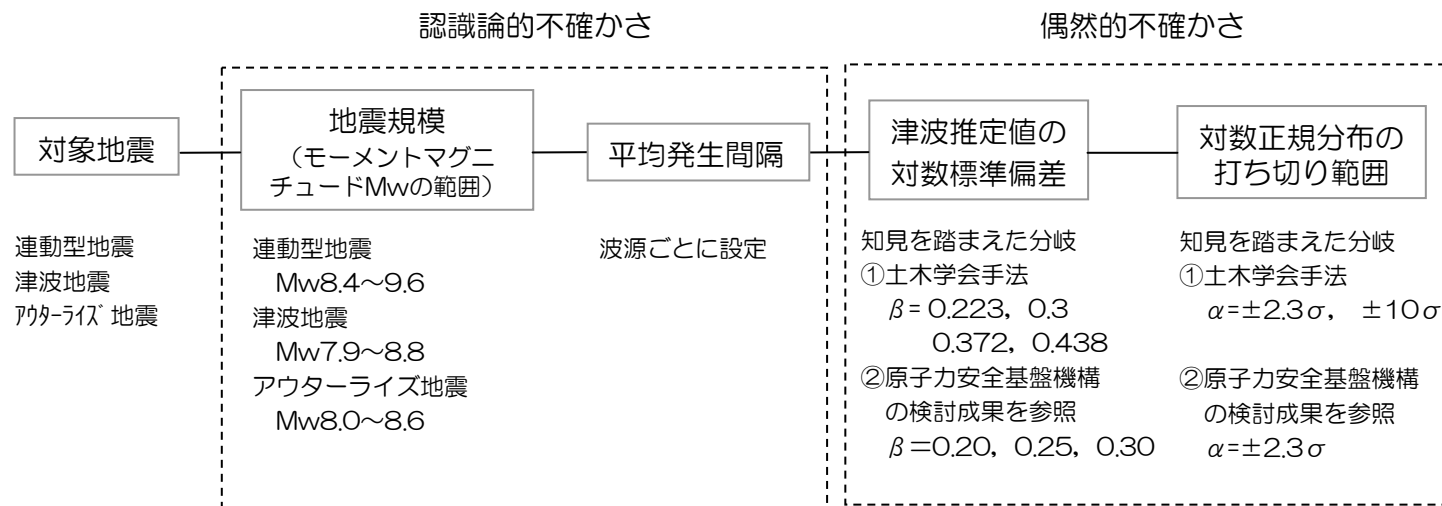 認識論的不確かさ
偶然的不確かさ
対象地震
地震規模
（モーメントマグニ
チュードMwの範囲）
平均発生間隔
津波推定値の
対数標準偏差
対数正規分布の
打ち切り範囲
連動型地震
津波地震
ｱｳﾀｰﾗｲｽﾞ地震
連動型地震
Mw8.4～9.6
津波地震
Mw7.9～8.8
アウターライズ地震
Mw8.0～8.6
波源ごとに設定
知見を踏まえた分岐
①土木学会手法
β=0.223，0.3
0.372，0.438
②原子力安全基盤機構
の検討成果を参照
β＝0.20，0.25，0.30
知見を踏まえた分岐
①土木学会手法
α=±2.3σ，　±10σ
②原子力安全基盤機構
の検討成果を参照
α=±2.3σ